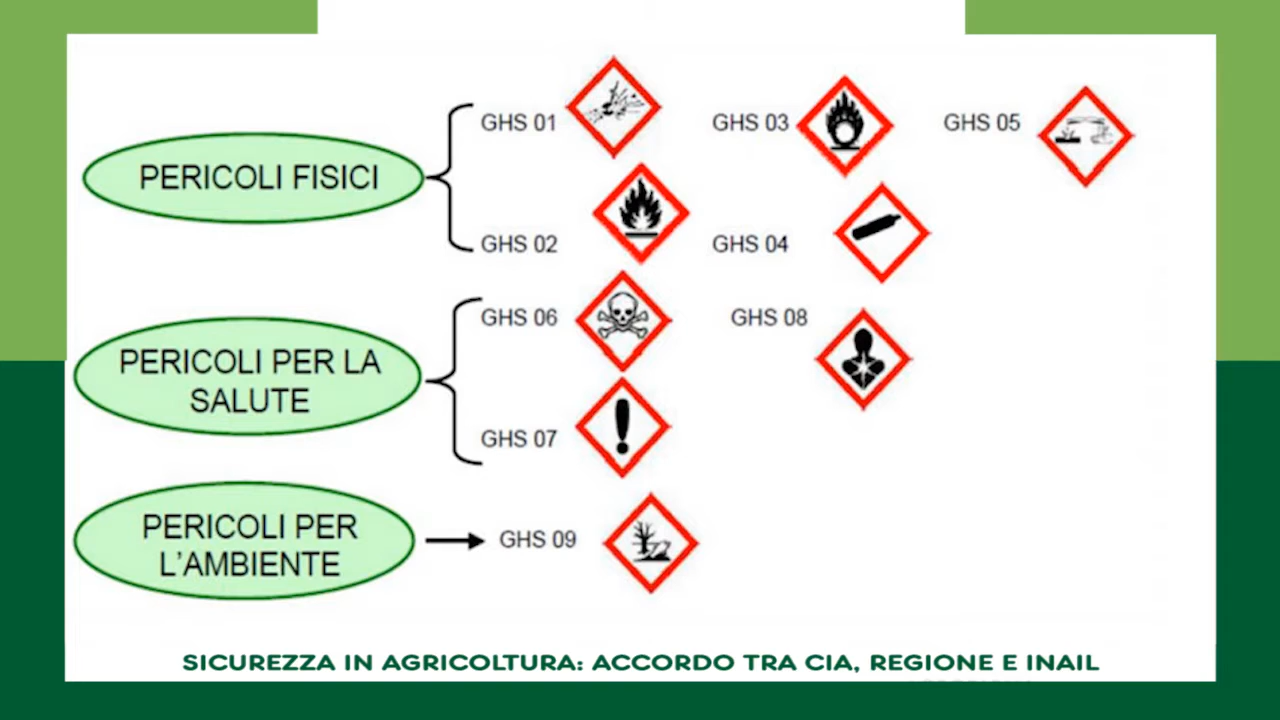 GHS 01
GHS 03
GHS 05
PERICOLI FISICI
GHS 02
GHS 04
GHS 06
GHS 08
PERICOLI PER LA
SALUTE
GHS 07
PERICOLI PER
L'AMBIENTE
GHS 09
SICUREZZA IN AGRICOLTURA: ACCORDO TRA CIA, REGIONE E INAIL